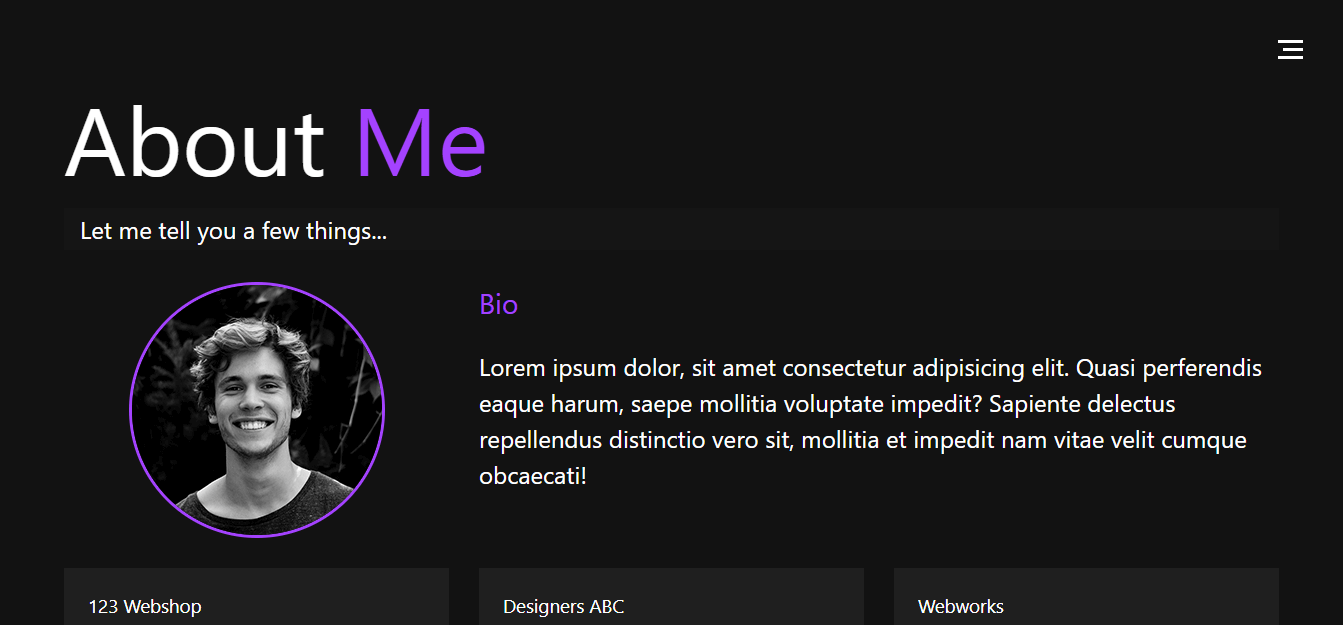 About Me
Let me tell you a few things...
Bio
Lorem ipsum dolor, sit amet consectetur adipisicing elit. Quasi perferendis
eaque harum, saepe mollitia voluptate impedit? Sapiente delectus
repellendus distinctio vero sit, mollitia et impedit nam vitae velit cumque
obcaecati!
123 Webshop
Designers ABC
Webworks